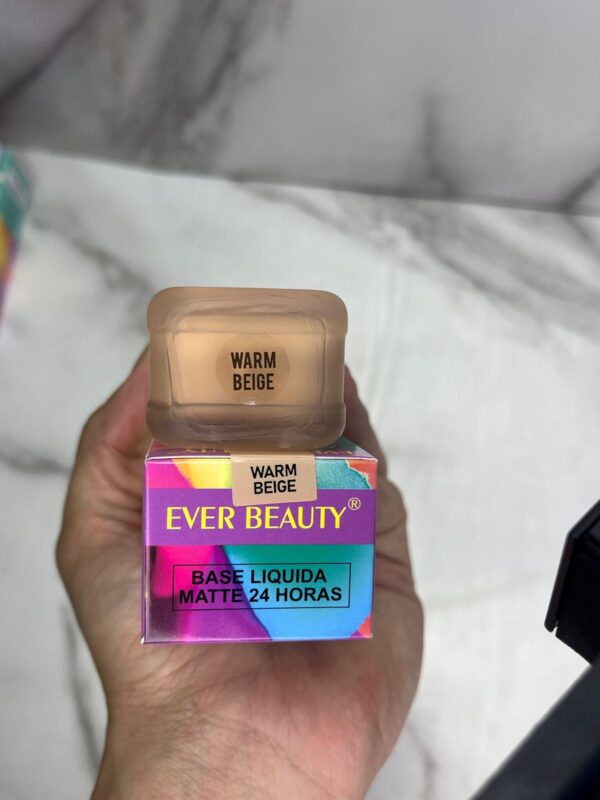 WARM
BEIGE
WARM
BEIGE
EVER BEAUTY®
BASE LIQUIDA
MATTE 24 HORAS